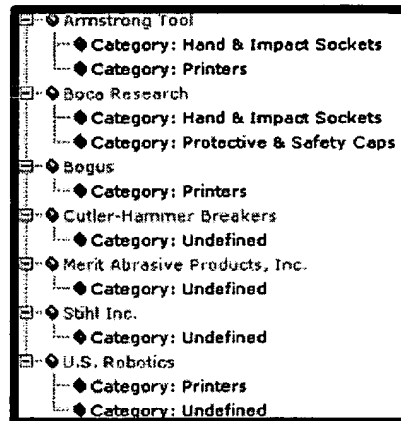 Armstrong Tool
Category: Hand & Impact Sockets
Category: Printers
Boca Research
Category: Hand & Impact Sockets
Category: Protective & Safety Caps
Bogus
Category: Printers
Cutler-Hammer Breakers
Category: Undefined
Merit Abrasive Products, Inc.
Category: Undefined
Stihl Inc.
Category: Undefined
U.S. Robotics
Category: Printers
Category: Undefined